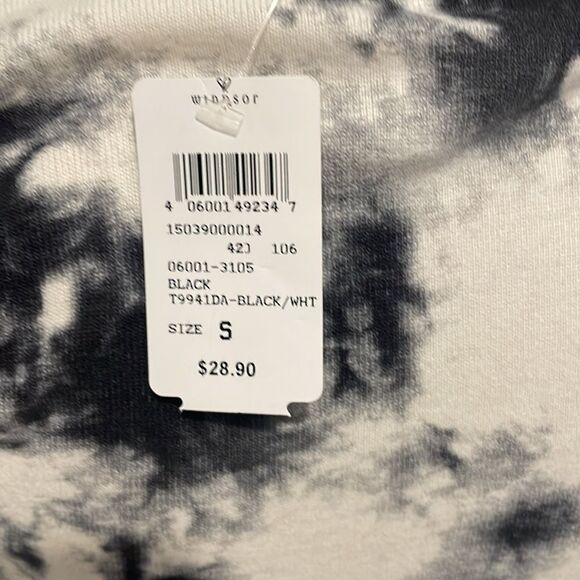 windsor
4 06001 49234 7
15039000014
42J 106
06001-3105
BLACK
T9941DA-BLACK/WHT
SIZE S
$28.90